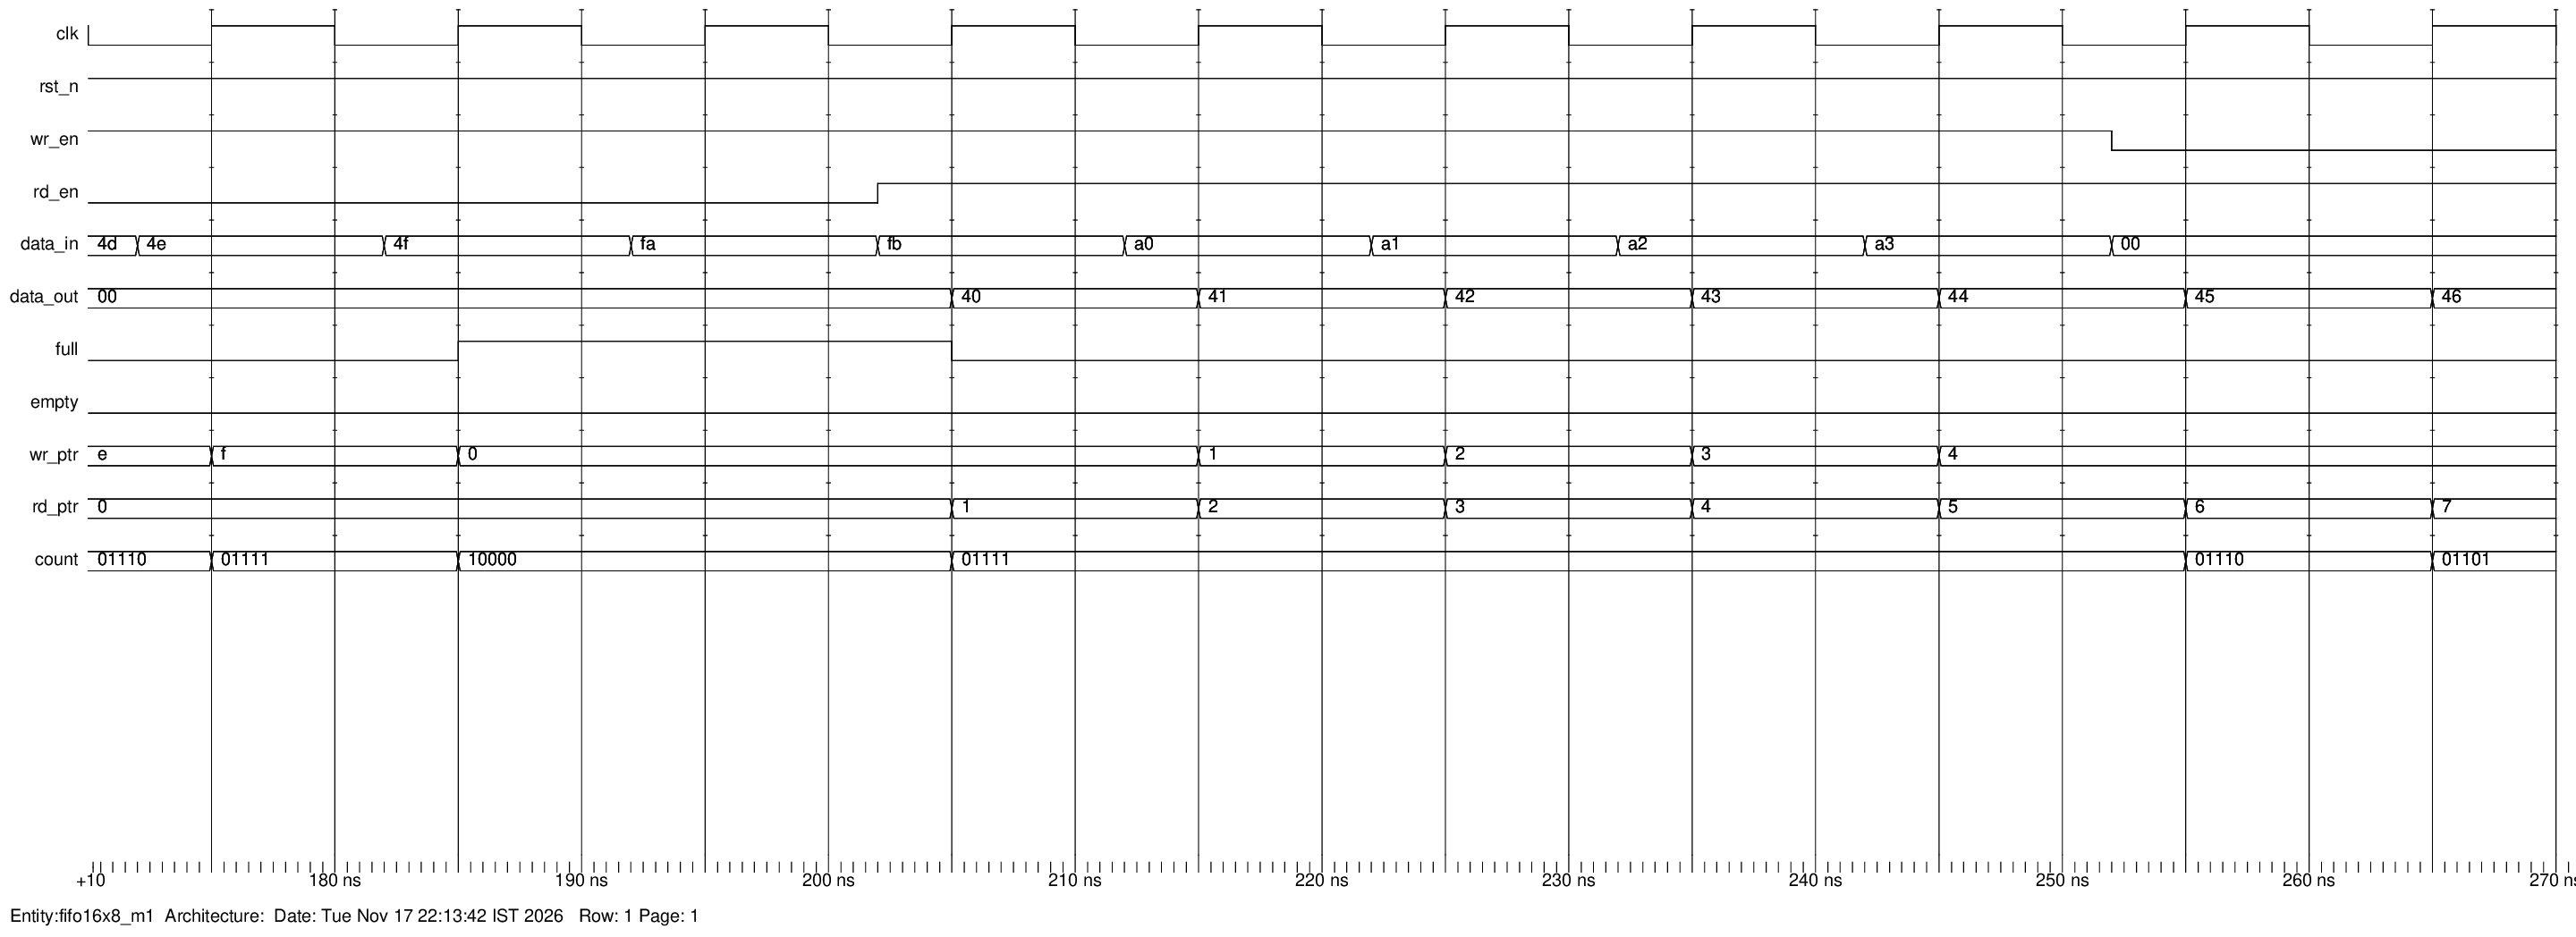 clk
rst_n
wr_en
rd_en
data_in 4d 4e 4f fa fb a0 a1 a2 a3 00
data_out 00 40 41 42 43 44 45 46
full
empty
wr_ptr e f 0 1 2 3 4
rd_ptr 0 1 2 3 4 5 6 7
count 01110 01111 10000 01111 01110 01101
+10 180 ns 190 ns 200 ns 210 ns 220 ns 230 ns 240 ns 250 ns 260 ns 270 ns
Entity:fifo16x8_m1 Architecture: Date: Tue Nov 17 22:13:42 IST 2026 Row: 1 Page: 1